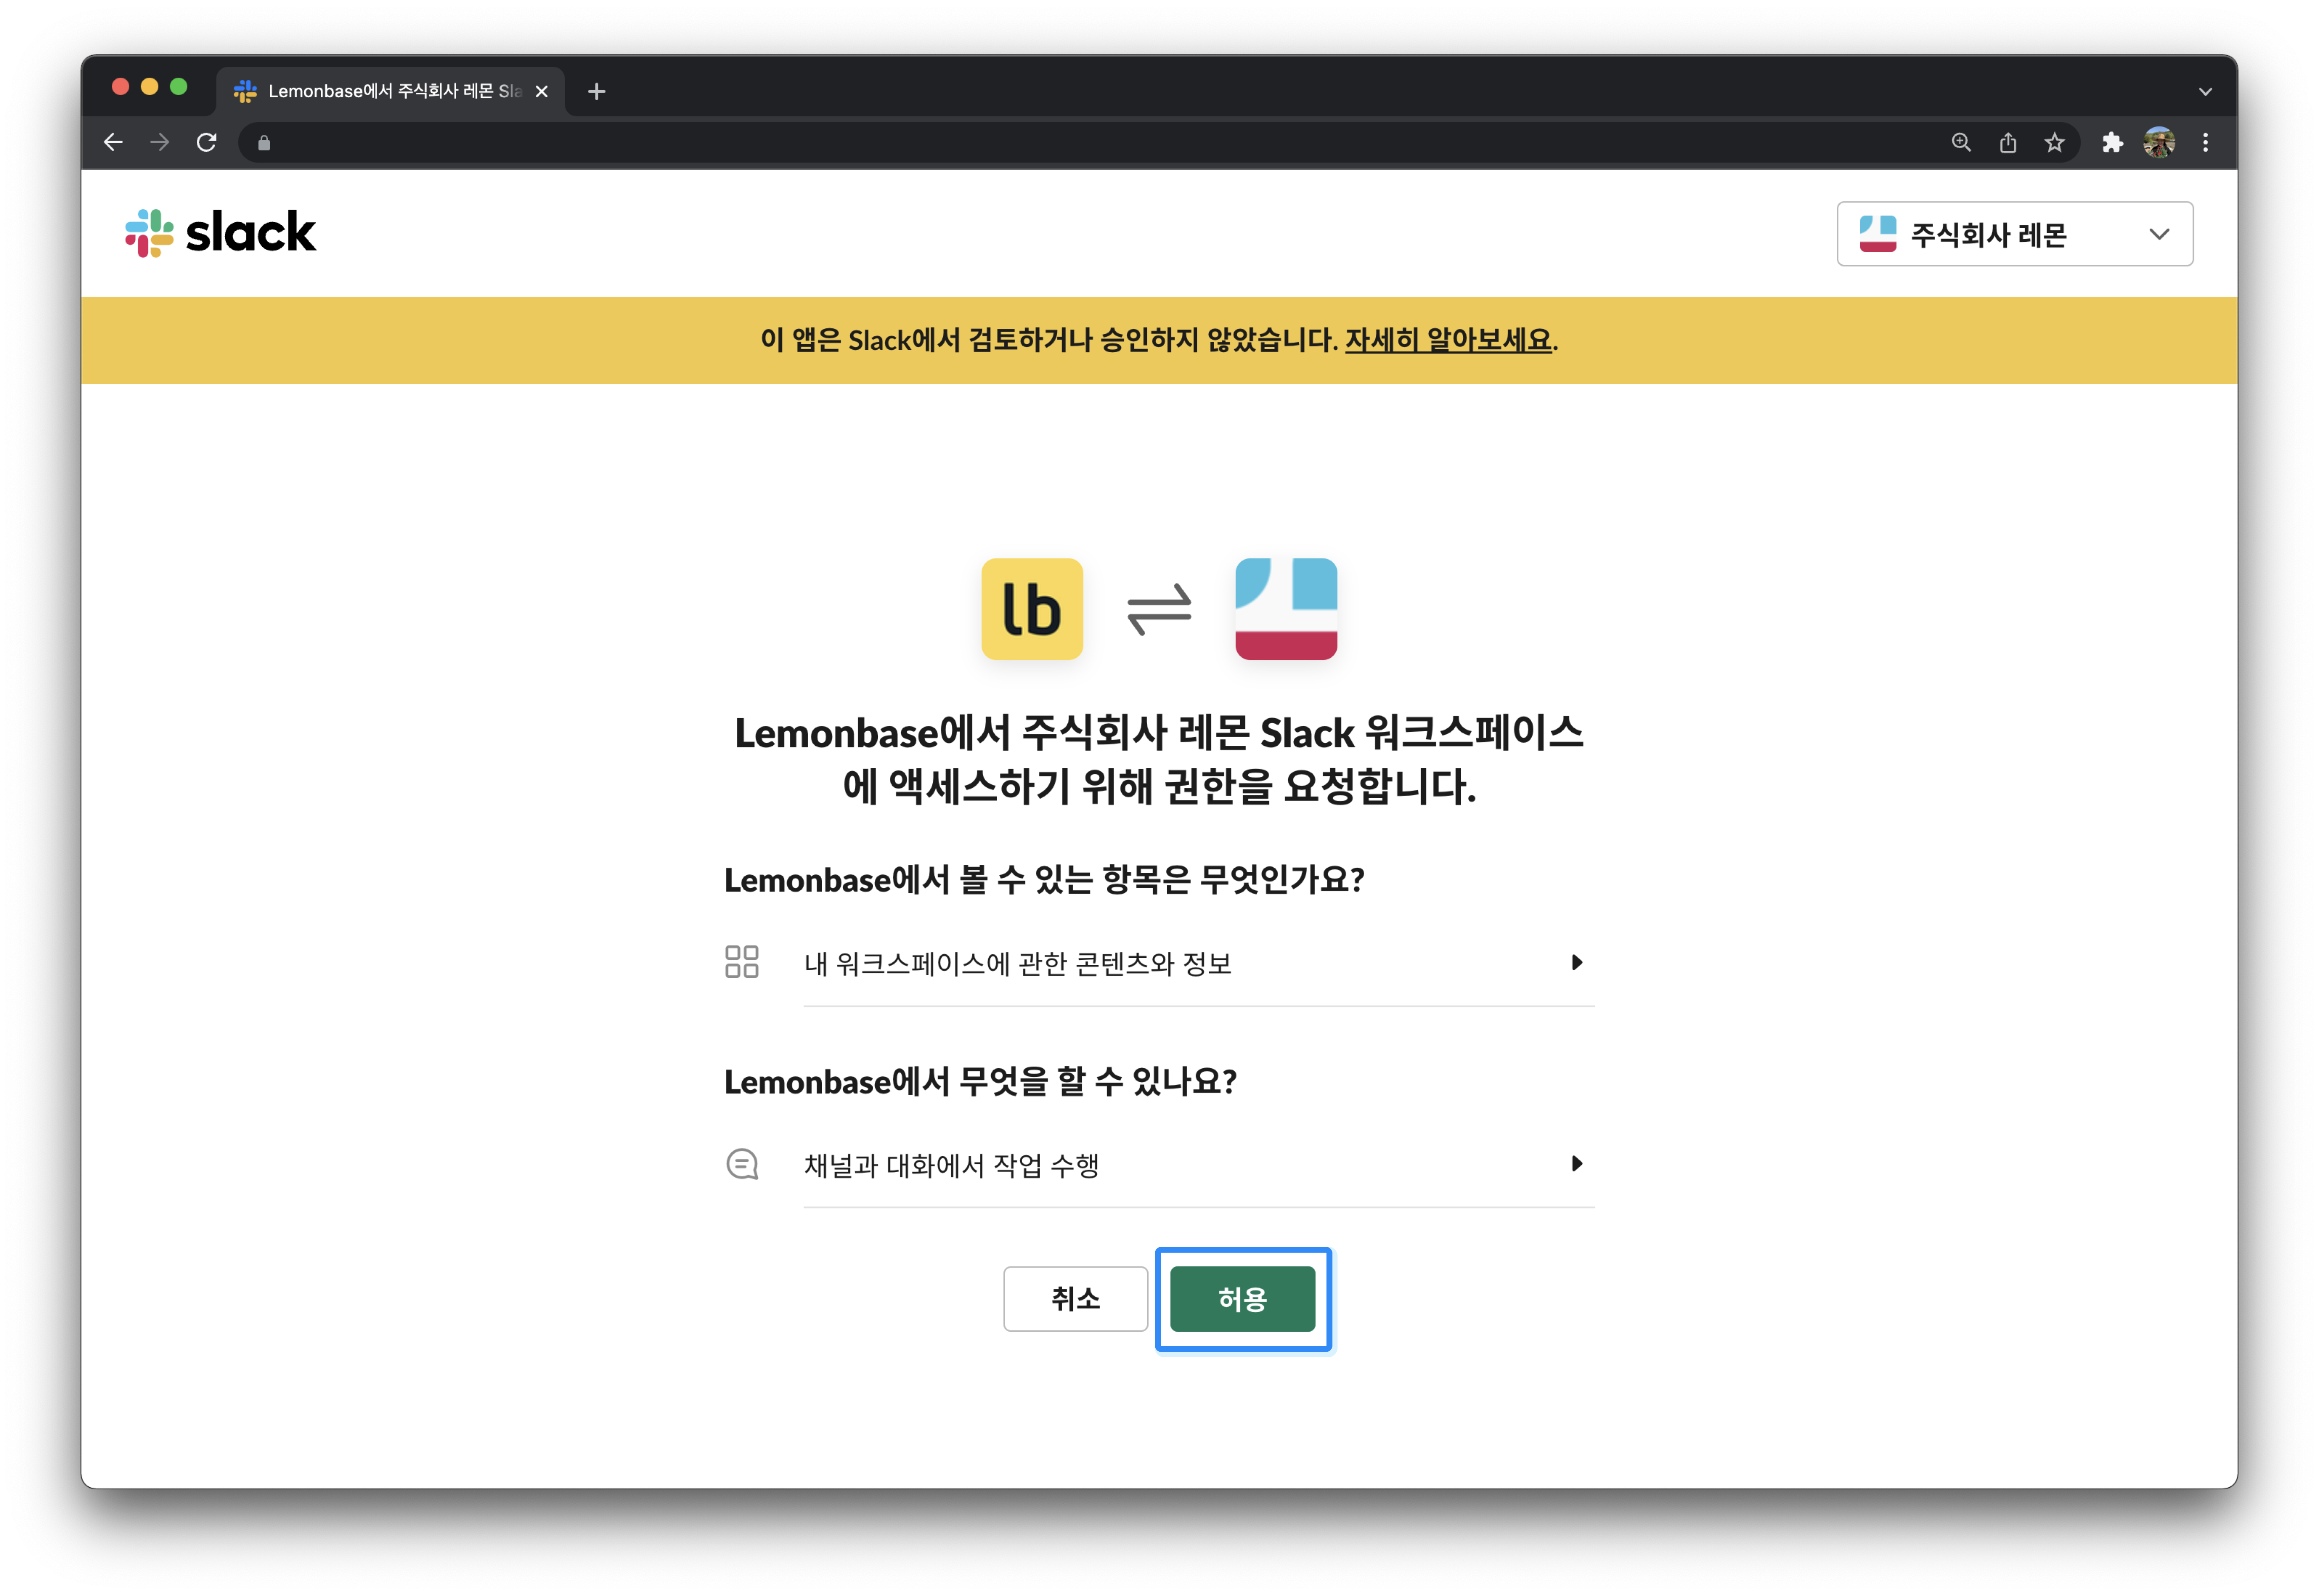 Lemonbase에서 주식회사 레몬 Sla
slack
주식회사 레몬
이 앱은 Slack에서 검토하거나 승인하지 않았습니다. 자세히 알아보세요.
lb
Lemonbase에서 주식회사 레몬 Slack 워크스페이스
에 액세스하기 위해 권한을 요청합니다.
Lemonbase에서 볼 수 있는 항목은 무엇인가요?
내 워크스페이스에 관한 콘텐츠와 정보
Lemonbase에서 무엇을 할 수 있나요?
채널과 대화에서 작업 수행
취소
허용